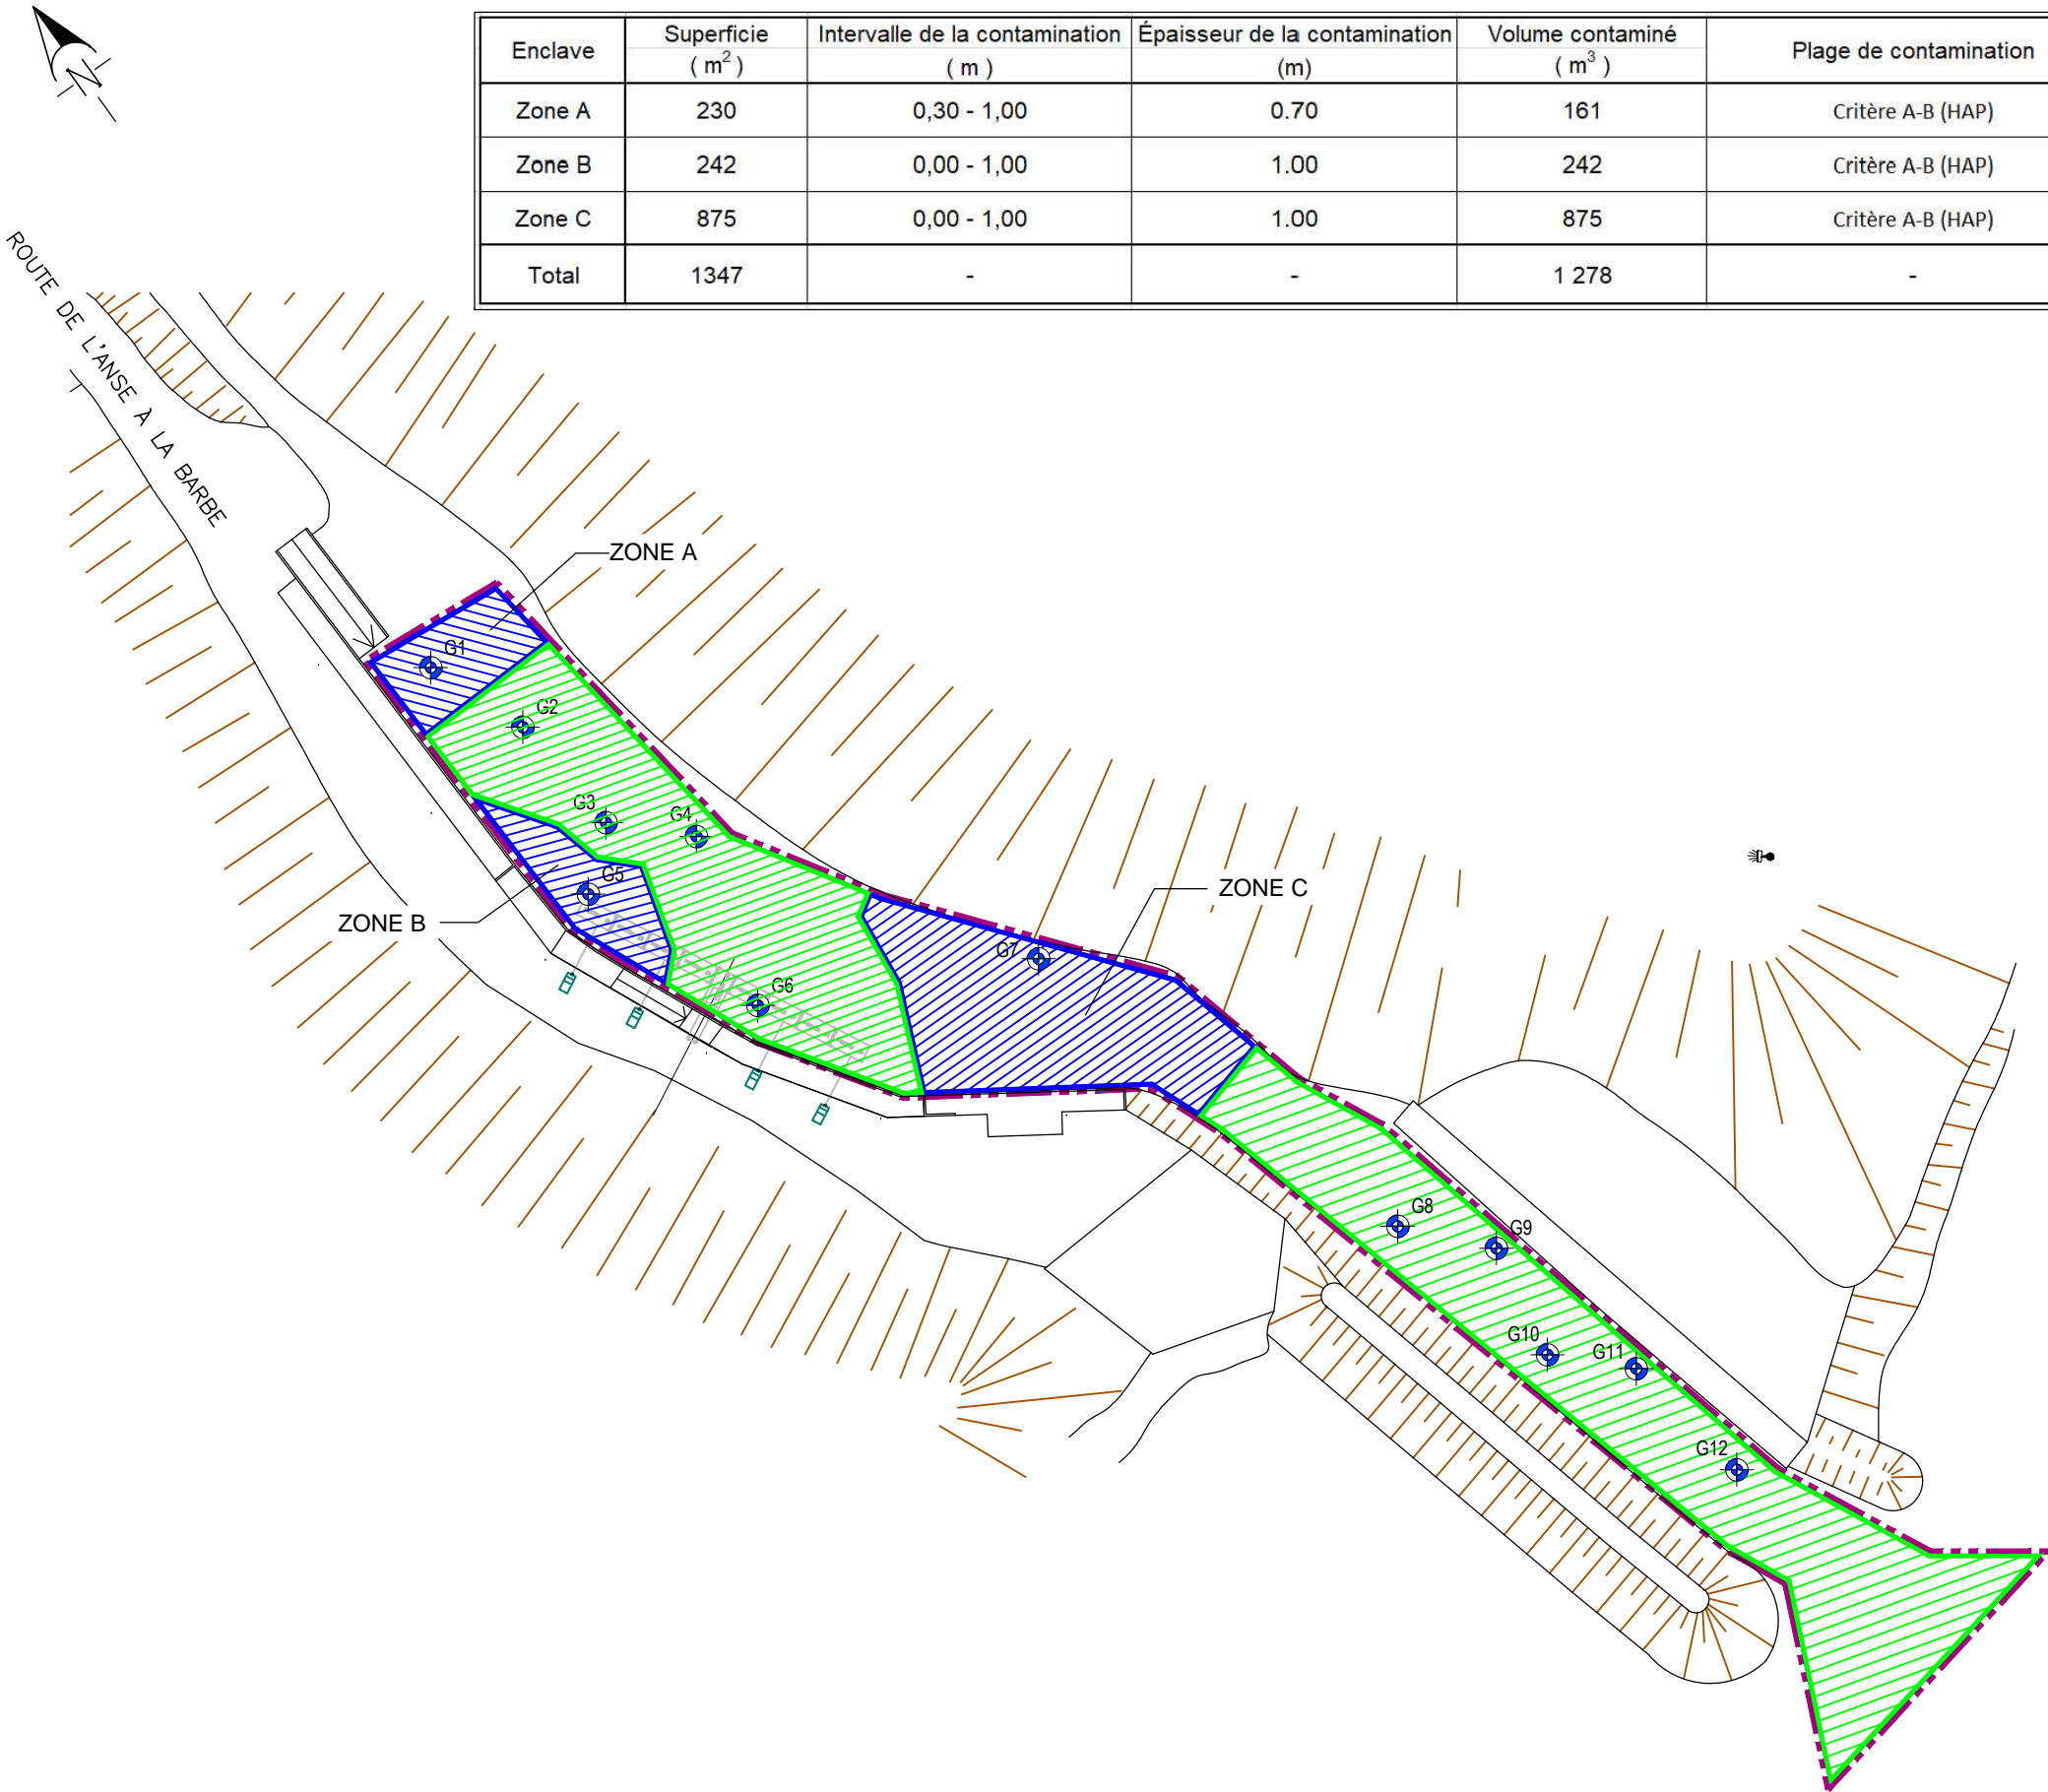 Enclave Superficie ( m² ) Intervalle de la contamination ( m ) Épaisseur de la contamination (m) Volume contaminé ( m³ ) Plage de contamination
Zone A 230 0,30 - 1,00 0.70 161 Critère A-B (HAP)
Zone B 242 0,00 - 1,00 1.00 242 Critère A-B (HAP)
Zone C 875 0,00 - 1,00 1.00 875 Critère A-B (HAP)
Total 1347 - - 1 278 -
N
ROUTE DE L'ANSE À LA BARBE
ZONE A
G1
G2
G3
G4
G5
ZONE B
ZONE C
G7
G6
G8
G9
G10
G11
G12